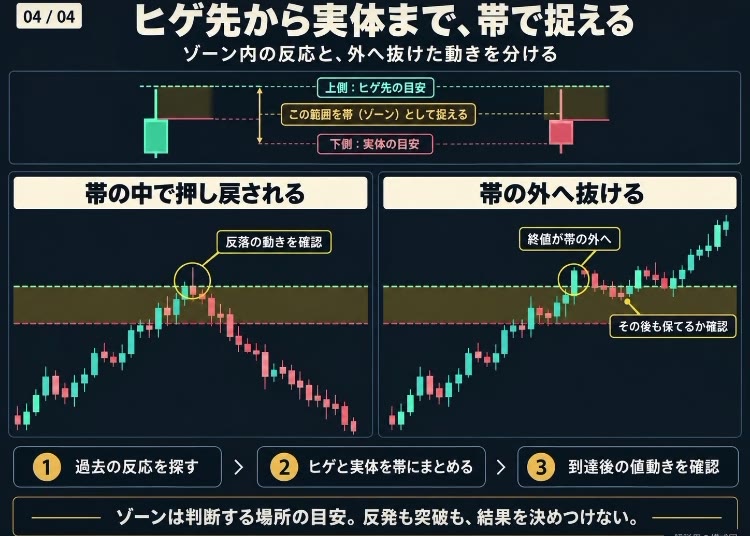 04 / 04
ヒゲ先から実体まで、帯で捉える
ゾーン内の反応と、外へ抜けた動きを分ける
上側：ヒゲ先の目安
この範囲を帯（ゾーン）として捉える
下側：実体の目安
帯の中で押し戻される
反落の動きを確認
帯の外へ抜ける
終値が帯の外へ
その後も保てるか確認
1 過去の反応を探す
2 ヒゲと実体を帯にまとめる
3 到達後の値動きを確認
ゾーンは判断する場所の目安。反発も突破も、結果を決めつけない。